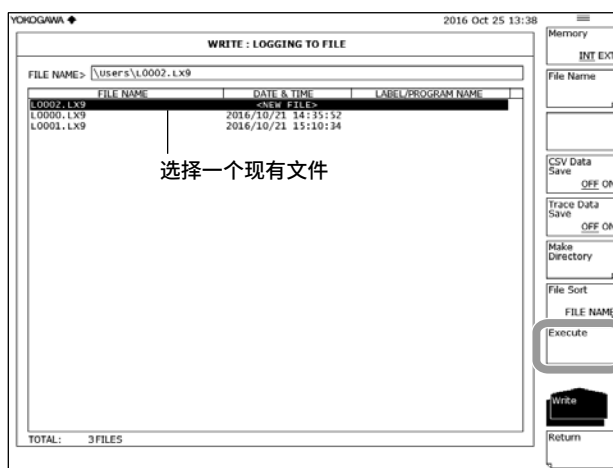 YOKOGAWA ◆ 2016 Oct 25 13:38
WRITE : LOGGING TO FILE
FILE NAME> \Users\L0002.LX9
FILE NAME DATE & TIME LABEL/PROGRAM NAME
L0002.LX9 <NEW FILE>
L0000.LX9 2016/10/21 14:35:52
L0001.LX9 2016/10/21 15:10:34
选择一个现有文件
TOTAL: 3FILES
Memory
INT EXT
File Name
CSV Data
Save
OFF ON
Trace Data
Save
OFF ON
Make
Directory
File Sort
FILE NAME
Execute
Write
Return